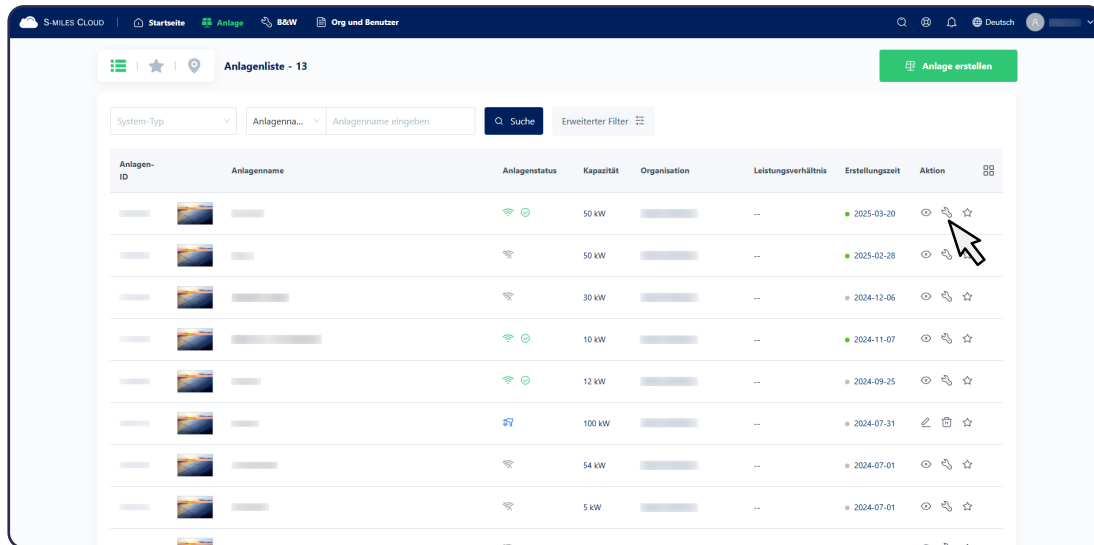 S-MILES CLOUD Startseite Anlage B&W Org und Benutzer Deutsch
Anlagenliste - 13 Anlage erstellen
System-Typ Anlagenna... Anlagenname eingeben Suche Erweiterter Filter
Anlagen-ID Anlagenname Anlagenstatus Kapazität Organisation Leistungsverhältnis Erstellungszeit Aktion
50 kW -- 2025-03-20
50 kW -- 2025-02-28
30 kW -- 2024-12-06
10 kW -- 2024-11-07
12 kW -- 2024-09-25
100 kW -- 2024-07-31
54 kW -- 2024-07-01
5 kW -- 2024-07-01